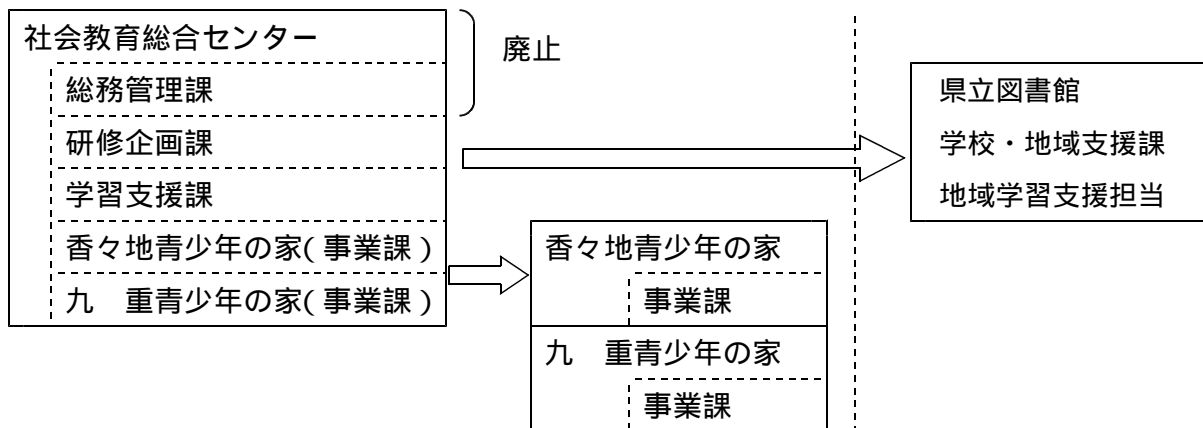 社会教育総合センター
総務管理課
研修企画課
学習支援課
香々地青少年の家(事業課)
九　重青少年の家(事業課)
廃止
香々地青少年の家
事業課
九　重青少年の家
事業課
県立図書館
学校・地域支援課
地域学習支援担当